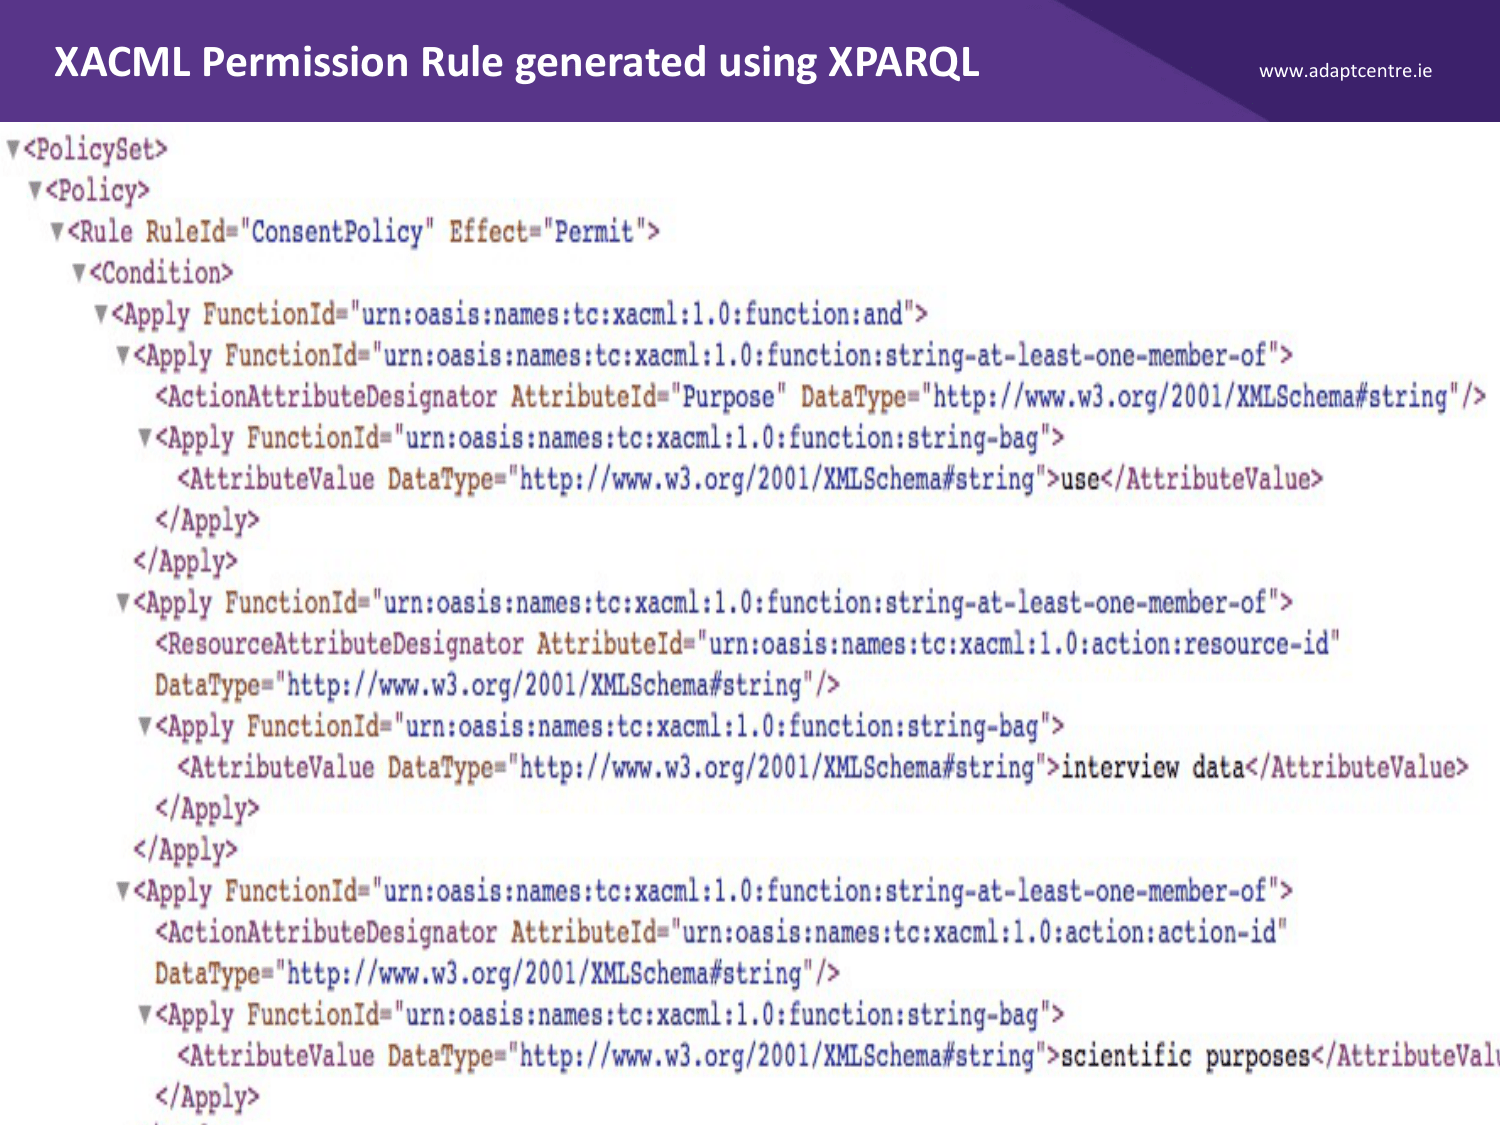 XACML Permission Rule generated using XPARQL
www.adaptcentre.ie
▼<PolicySet>
▼<Policy>
▼<Rule RuleId="ConsentPolicy" Effect="Permit">
▼<Condition>
▼<Apply FunctionId="urn:oasis:names:tc:xacml:1.0:function:and">
▼<Apply FunctionId="urn:oasis:names:tc:xacml:1.0:function:string-at-least-one-member-of">
<ActionAttributeDesignator AttributeId="Purpose" DataType="http://www.w3.org/2001/XMLSchema#string"/>
▼<Apply FunctionId="urn:oasis:names:tc:xacml:1.0:function:string-bag">
<AttributeValue DataType="http://www.w3.org/2001/XMLSchema#string">use</AttributeValue>
</Apply>
</Apply>
▼<Apply FunctionId="urn:oasis:names:tc:xacml:1.0:function:string-at-least-one-member-of">
<ResourceAttributeDesignator AttributeId="urn:oasis:names:tc:xacml:1.0:action:resource-id"
DataType="http://www.w3.org/2001/XMLSchema#string"/>
▼<Apply FunctionId="urn:oasis:names:tc:xacml:1.0:function:string-bag">
<AttributeValue DataType="http://www.w3.org/2001/XMLSchema#string">interview data</AttributeValue>
</Apply>
</Apply>
▼<Apply FunctionId="urn:oasis:names:tc:xacml:1.0:function:string-at-least-one-member-of">
<ActionAttributeDesignator AttributeId="urn:oasis:names:tc:xacml:1.0:action:action-id"
DataType="http://www.w3.org/2001/XMLSchema#string"/>
▼<Apply FunctionId="urn:oasis:names:tc:xacml:1.0:function:string-bag">
<AttributeValue DataType="http://www.w3.org/2001/XMLSchema#string">scientific purposes</AttributeValu
</Apply>